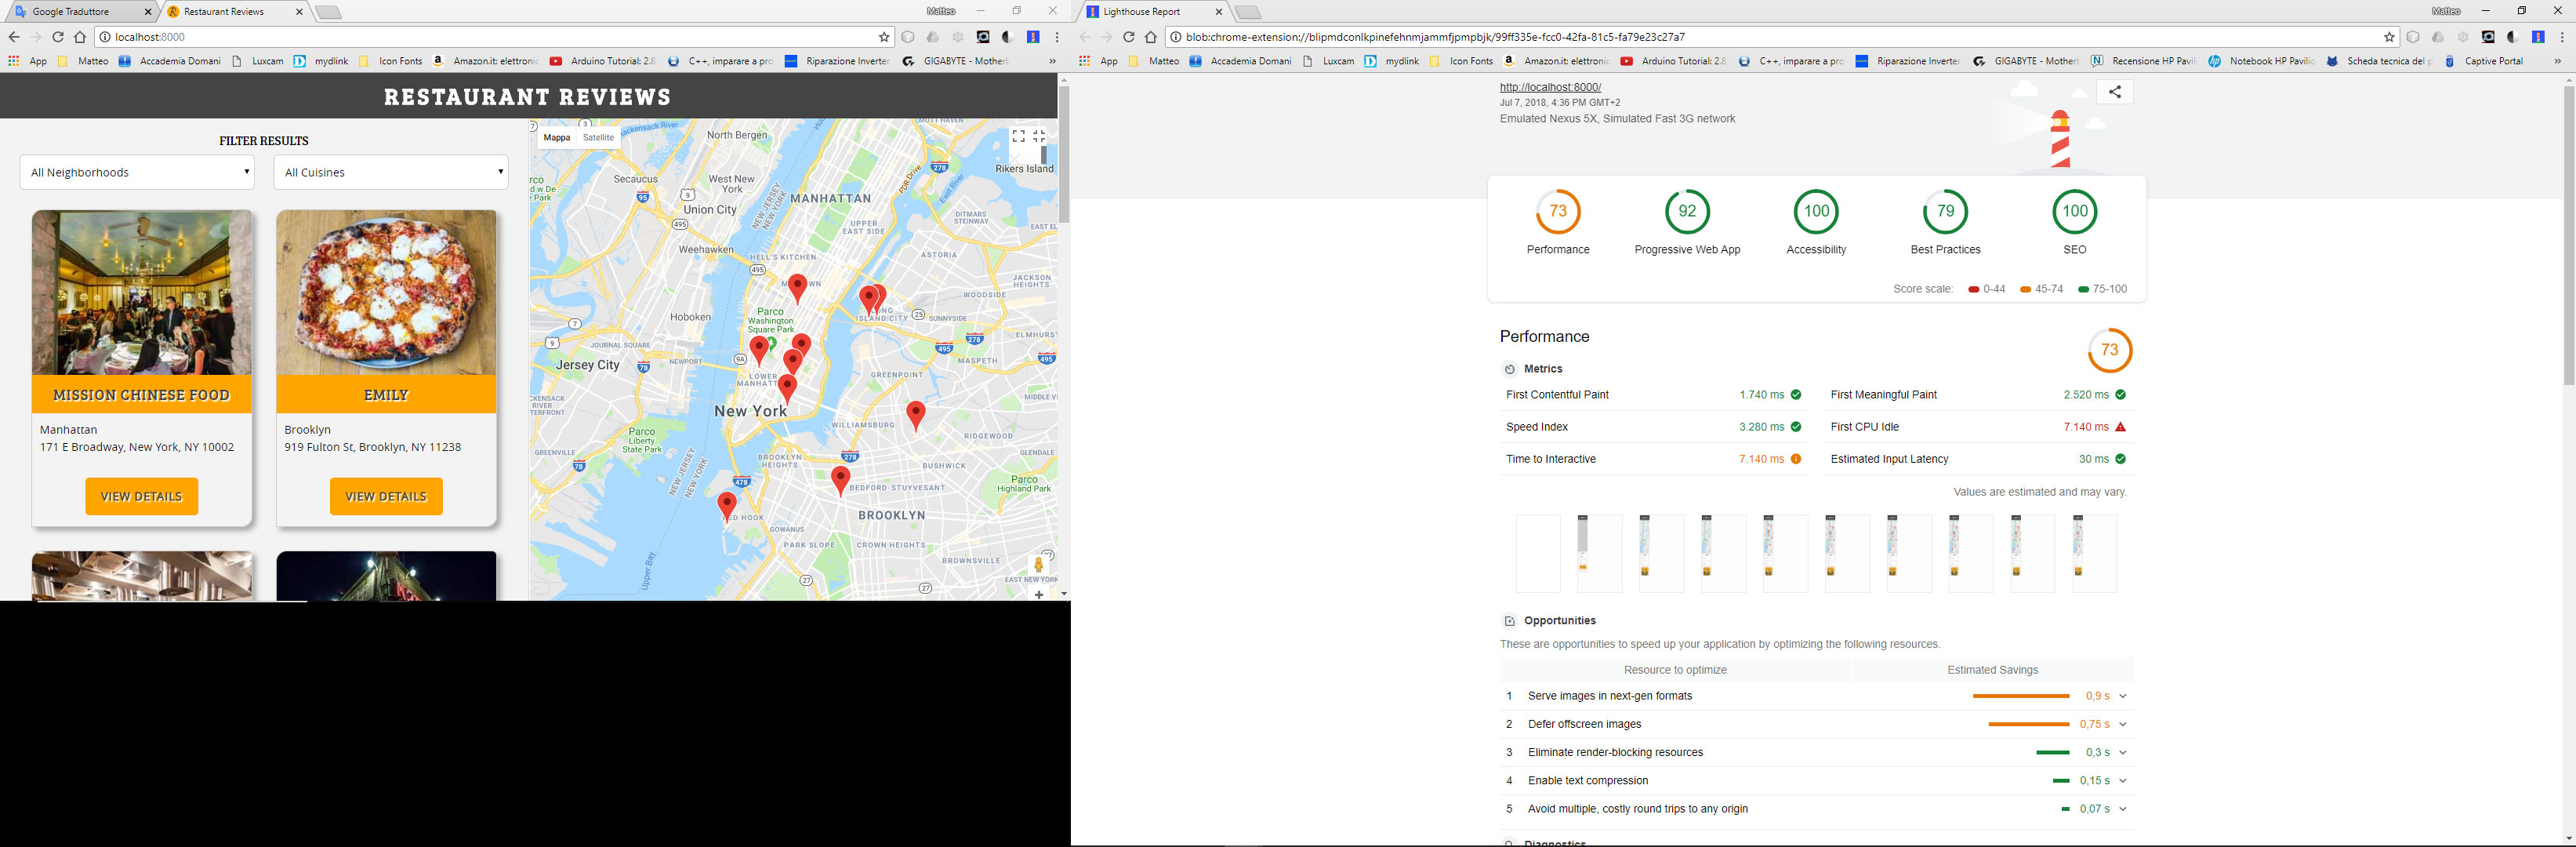 Google Traduttore
Restaurant Reviews
Matteo
localhost:8000
App
Matteo
Accademia Domani
Luxcam
mydlink
Icon Fonts
Amazon.it: elettronic
Arduino Tutorial: 2.8
C++, imparare a pro
Riparazione Inverter
GIGABYTE - Mother
»
RESTAURANT REVIEWS
FILTER RESULTS
All Neighborhoods
All Cuisines
MISSION CHINESE FOOD
Manhattan
171 E Broadway, New York, NY 10002
VIEW DETAILS
EMILY
Brooklyn
919 Fulton St, Brooklyn, NY 11238
VIEW DETAILS
Mappa
Satellite
North Bergen
Rikers Island
Secaucus
West New York
Union City
MANHATTAN
UPPER EAST SIDE
DITMARS STEINWAY
Weehawken
HELL'S KITCHEN
ASTORIA
JACKSON HEIGHTS
WOODSIDE
Hoboken
Parco Washington Square Park
ISLAND CITY
SUNNYSIDE
ELMHURST
JOURNAL SQUARE
NEWPORT
Jersey City
MASPETH
LOWER MANHATT
GREENPOINT
New York
WILLIAMSBURG
RIDGEWOOD
Parco Liberty State Park
GREENVILLE
BROOKLYN HEIGHTS
BUSHWICK
GLENDALE
BEDFORD-STUYVESANT
Parco Highland Park
ED HOOK
GOWANUS
BROOKLYN
PARK SLOPE
CROWN HEIGHTS
BROWNSVILLE
EAST NEW YORK
Upper Bay
Lighthouse Report
Matteo
blob:chrome-extension://blipmdconlkpinefehnmjammfjpmpbjk/99ff335e-fcc0-42fa-81c5-fa79e23c27a7
App
Matteo
Accademia Domani
Luxcam
mydlink
Icon Fonts
Amazon.it: elettronic
Arduino Tutorial: 2.8
C++, imparare a pro
Riparazione Inverter
GIGABYTE - Motherb
Recensione HP Pavil
Notebook HP Pavilic
Scheda tecnica del p
Captive Portal
»
http://localhost:8000/
Jul 7, 2018, 4:36 PM GMT+2
Emulated Nexus 5X, Simulated Fast 3G network
73
92
100
79
100
Performance
Progressive Web App
Accessibility
Best Practices
SEO
Score scale: 0-44 45-74 75-100
Performance
73
Metrics
First Contentful Paint 1.740 ms
First Meaningful Paint 2.520 ms
Speed Index 3.280 ms
First CPU Idle 7.140 ms
Time to Interactive 7.140 ms
Estimated Input Latency 30 ms
Values are estimated and may vary.
Opportunities
These are opportunities to speed up your application by optimizing the following resources.
Resource to optimize
Estimated Savings
1 Serve images in next-gen formats 0,9 s
2 Defer offscreen images 0,75 s
3 Eliminate render-blocking resources 0,3 s
4 Enable text compression 0,15 s
5 Avoid multiple, costly round trips to any origin 0,07 s
Diagnostics